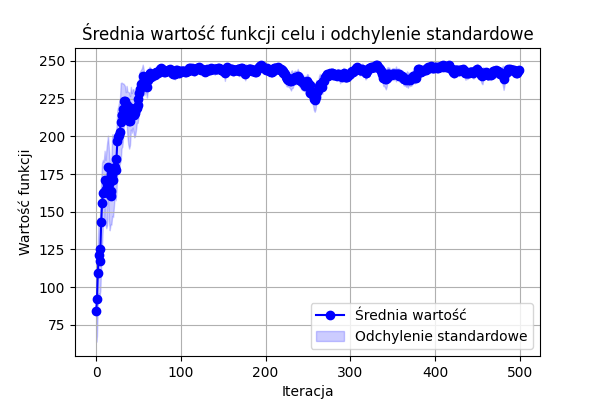 Średnia wartość funkcji celu i odchylenie standardowe
250
225
200
175
150
125
100
75
Wartość funkcji
0 100 200 300 400 500
Iteracja
Średnia wartość
Odchylenie standardowe